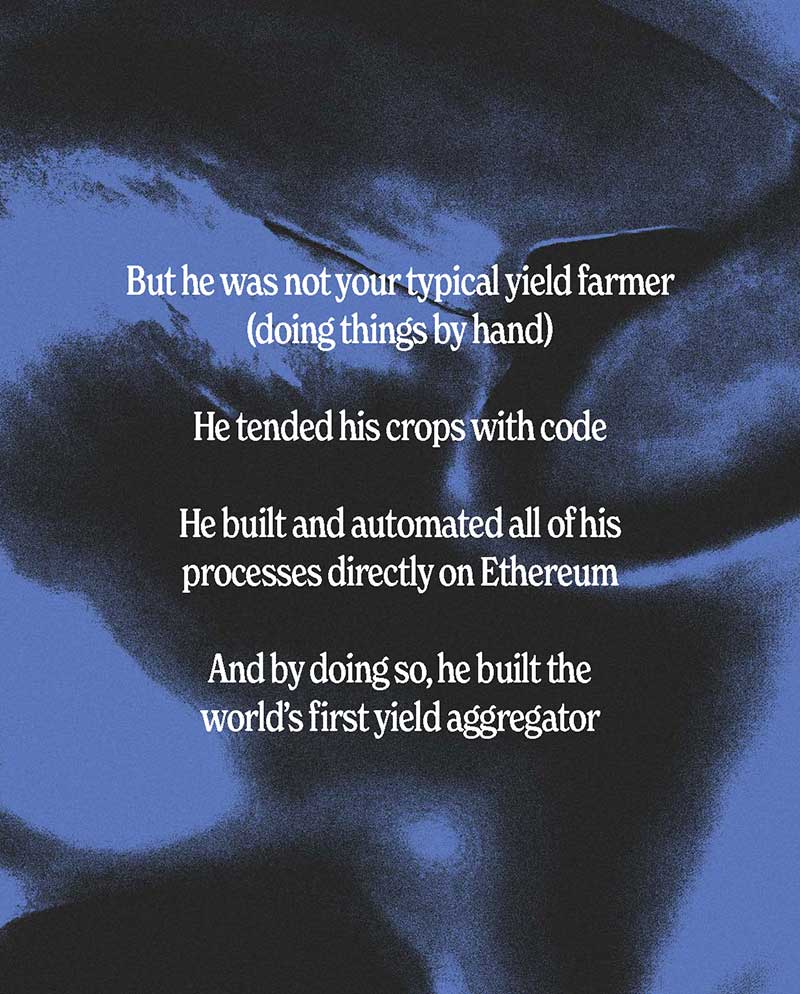 But he was not your typical yield farmer
(doing things by hand)
He tended his crops with code
He built and automated all of his
processes directly on Ethereum
And by doing so, he built the
world’s first yield aggregator